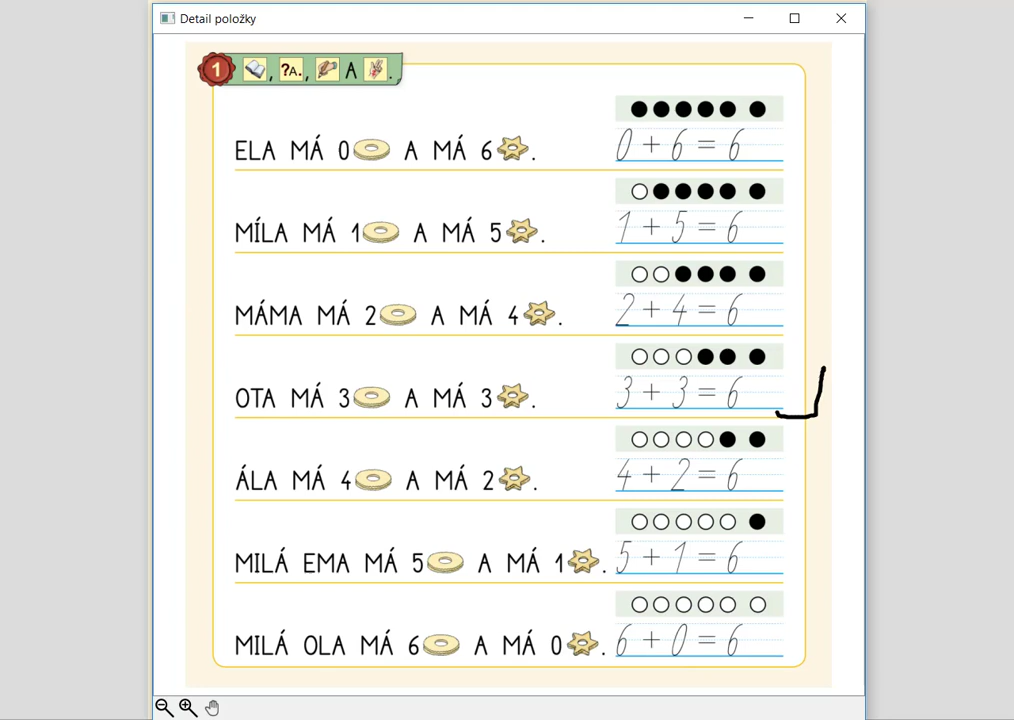 Detail položky
1 , ?A. , A .
ELA MÁ 0 A MÁ 6 .
0 + 6 = 6
MÍLA MÁ 1 A MÁ 5 .
1 + 5 = 6
MÁMA MÁ 2 A MÁ 4 .
2 + 4 = 6
OTA MÁ 3 A MÁ 3 .
3 + 3 = 6
ÁLA MÁ 4 A MÁ 2 .
4 + 2 = 6
MILÁ EMA MÁ 5 A MÁ 1 .
5 + 1 = 6
MILÁ OLA MÁ 6 A MÁ 0 .
6 + 0 = 6